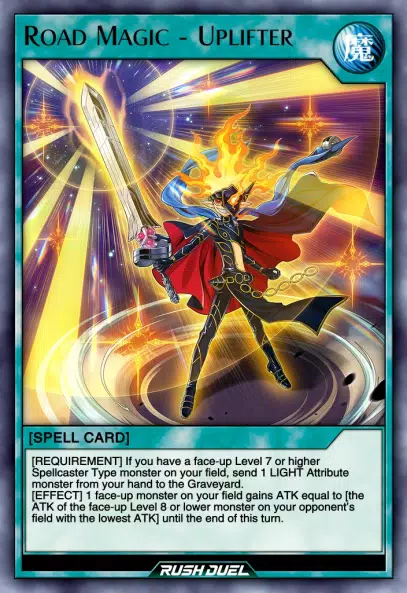 ROAD MAGIC - UPLIFTER
魔
[SPELL CARD]
[REQUIREMENT] If you have a face-up Level 7 or higher
Spellcaster Type monster on your field, send 1 LIGHT Attribute
monster from your hand to the Graveyard.
[EFFECT] 1 face-up monster on your field gains ATK equal to [the
ATK of the face-up Level 8 or lower monster on your opponent's
field with the lowest ATK] until the end of this turn.
RUSH DUEL